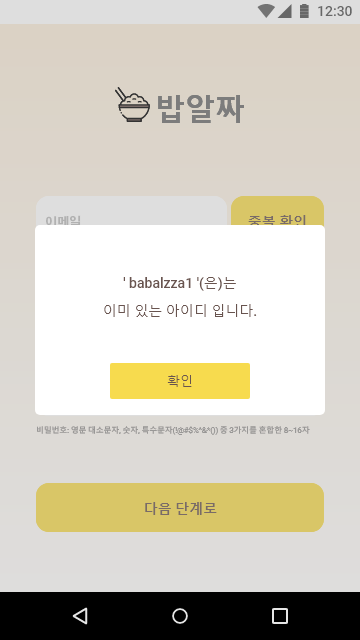 12:30
밥알짜
이메일
중복 확인
' babalzza1 '(은)는
이미 있는 아이디 입니다.
확인
비밀번호: 영문 대소문자, 숫자, 특수문자(!@#$%^&^()) 중 3가지를 혼합한 8~16자
다음 단계로